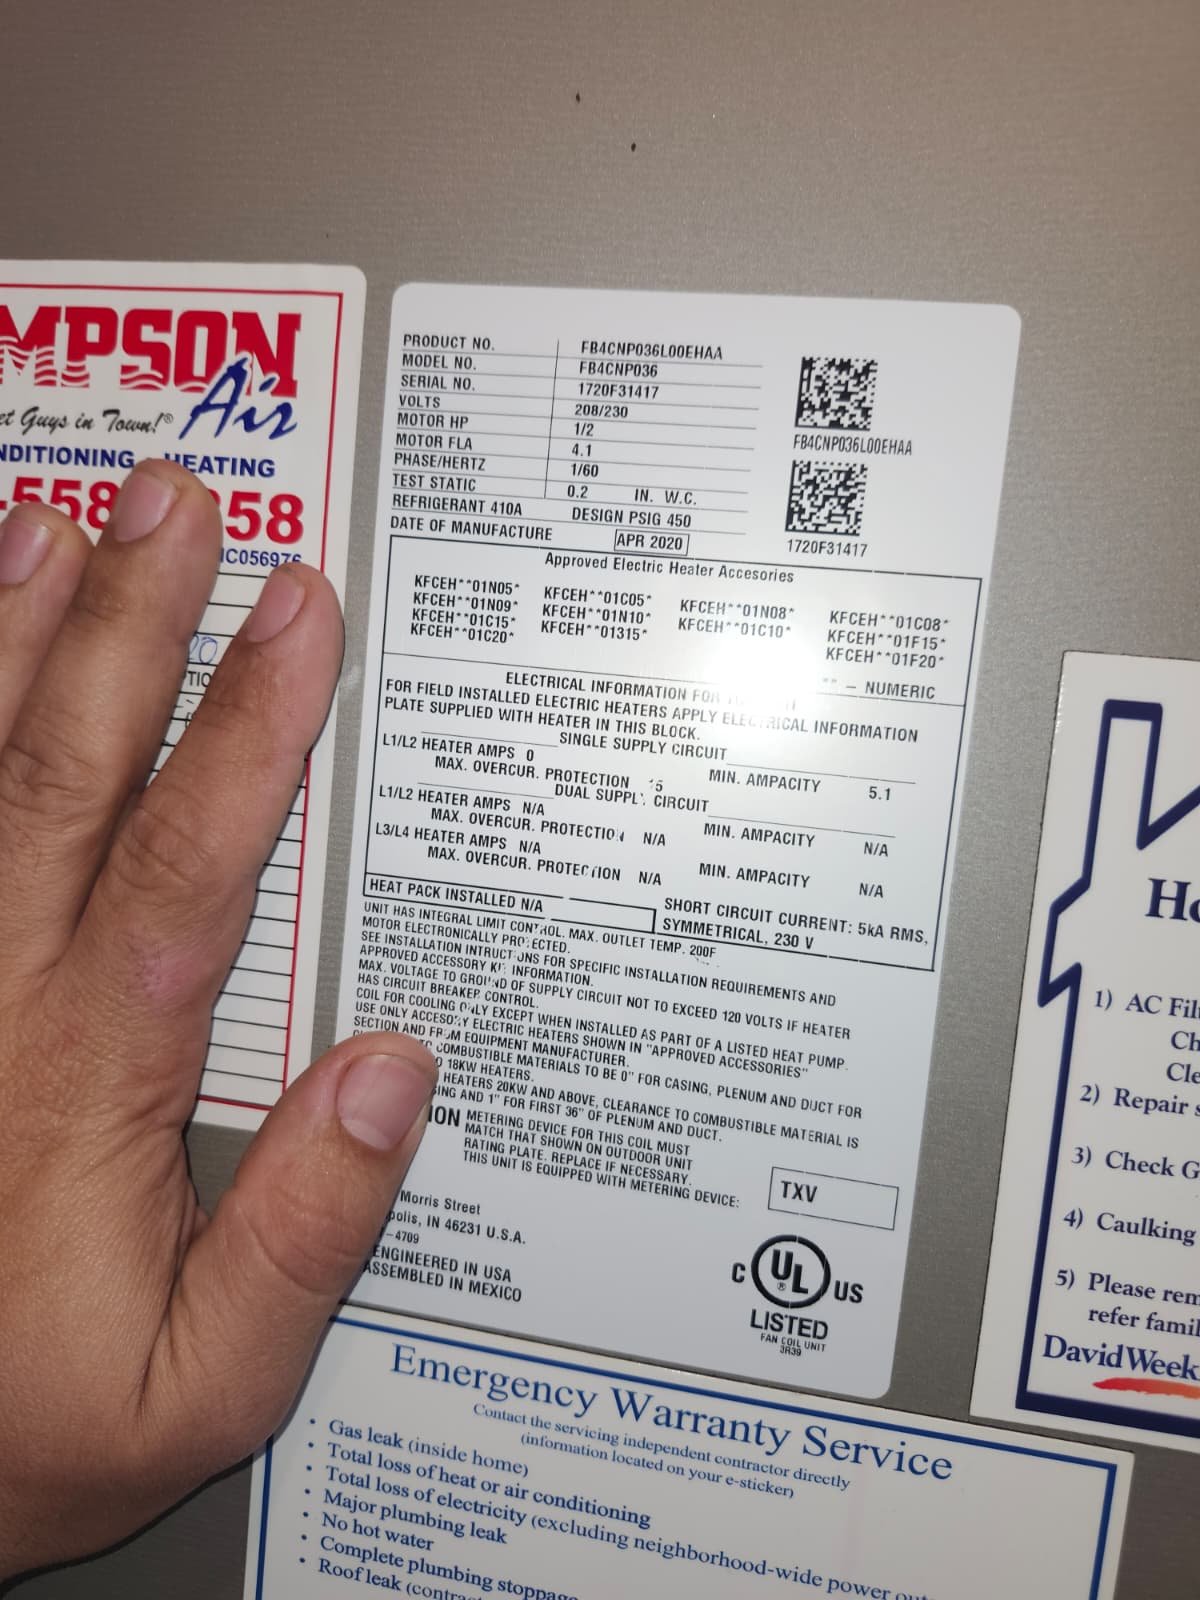 MPSON
Air
et Guys in Town!®
NDITIONING HEATING
-558 858
C056976
PRODUCT NO. FB4CNP036L00EHAA
MODEL NO. FB4CNP036
SERIAL NO. 1720F31417
VOLTS 208/230
MOTOR HP 1/2
MOTOR FLA 4.1
PHASE/HERTZ 1/60
TEST STATIC 0.2 IN. W.C.
REFRIGERANT 410A DESIGN PSIG 450
DATE OF MANUFACTURE APR 2020
FB4CNP036L00EHAA
1720F31417
Approved Electric Heater Accesories
KFCEH**01N05* KFCEH**01C05* KFCEH**01N08* KFCEH**01C08*
KFCEH**01N09* KFCEH**01N10* KFCEH**01C10* KFCEH**01F15*
KFCEH**01C15* KFCEH**01315* KFCEH**01F20*
KFCEH**01C20*
** - NUMERIC
ELECTRICAL INFORMATION FOR
FOR FIELD INSTALLED ELECTRIC HEATERS APPLY ELECTRICAL INFORMATION
PLATE SUPPLIED WITH HEATER IN THIS BLOCK.
SINGLE SUPPLY CIRCUIT
L1/L2 HEATER AMPS 0 MIN. AMPACITY 5.1
MAX. OVERCUR. PROTECTION 15
DUAL SUPPLY CIRCUIT
L1/L2 HEATER AMPS N/A MIN. AMPACITY N/A
MAX. OVERCUR. PROTECTION N/A
L3/L4 HEATER AMPS N/A MIN. AMPACITY N/A
MAX. OVERCUR. PROTECTION N/A
HEAT PACK INSTALLED N/A
SHORT CIRCUIT CURRENT: 5kA RMS,
SYMMETRICAL, 230 V
UNIT HAS INTEGRAL LIMIT CONTROL. MAX. OUTLET TEMP. 200F
MOTOR ELECTRONICALLY PROTECTED.
SEE INSTALLATION INTRUCTIONS FOR SPECIFIC INSTALLATION REQUIREMENTS AND
APPROVED ACCESSORY KIT INFORMATION.
MAX. VOLTAGE TO GROUND OF SUPPLY CIRCUIT NOT TO EXCEED 120 VOLTS IF HEATER
HAS CIRCUIT BREAKER CONTROL.
COIL FOR COOLING ONLY EXCEPT WHEN INSTALLED AS PART OF A LISTED HEAT PUMP.
USE ONLY ACCESORY ELECTRIC HEATERS SHOWN IN "APPROVED ACCESSORIES"
SECTION AND FROM EQUIPMENT MANUFACTURER.
COMBUSTIBLE MATERIALS TO BE 0" FOR CASING, PLENUM AND DUCT FOR
O 18KW HEATERS.
HEATERS 20KW AND ABOVE, CLEARANCE TO COMBUSTIBLE MATERIAL IS
ING AND 1" FOR FIRST 36" OF PLENUM AND DUCT.
ION METERING DEVICE FOR THIS COIL MUST
MATCH THAT SHOWN ON OUTDOOR UNIT
RATING PLATE. REPLACE IF NECESSARY.
THIS UNIT IS EQUIPPED WITH METERING DEVICE: TXV
Morris Street
polis, IN 46231 U.S.A.
-4709
ENGINEERED IN USA
ASSEMBLED IN MEXICO
C UL® US
LISTED
FAN COIL UNIT
3R39
Emergency Warranty Service
Contact the servicing independent contractor directly
(information located on your e-sticker)
• Gas leak (inside home)
• Total loss of heat or air conditioning
• Total loss of electricity (excluding neighborhood-wide power out
• Major plumbing leak
• No hot water
• Complete plumbing stoppag
• Roof leak (contra
Ho
1) AC Filt
Ch
Cle
2) Repair s
3) Check G
4) Caulking
5) Please rem
refer famil
David Week